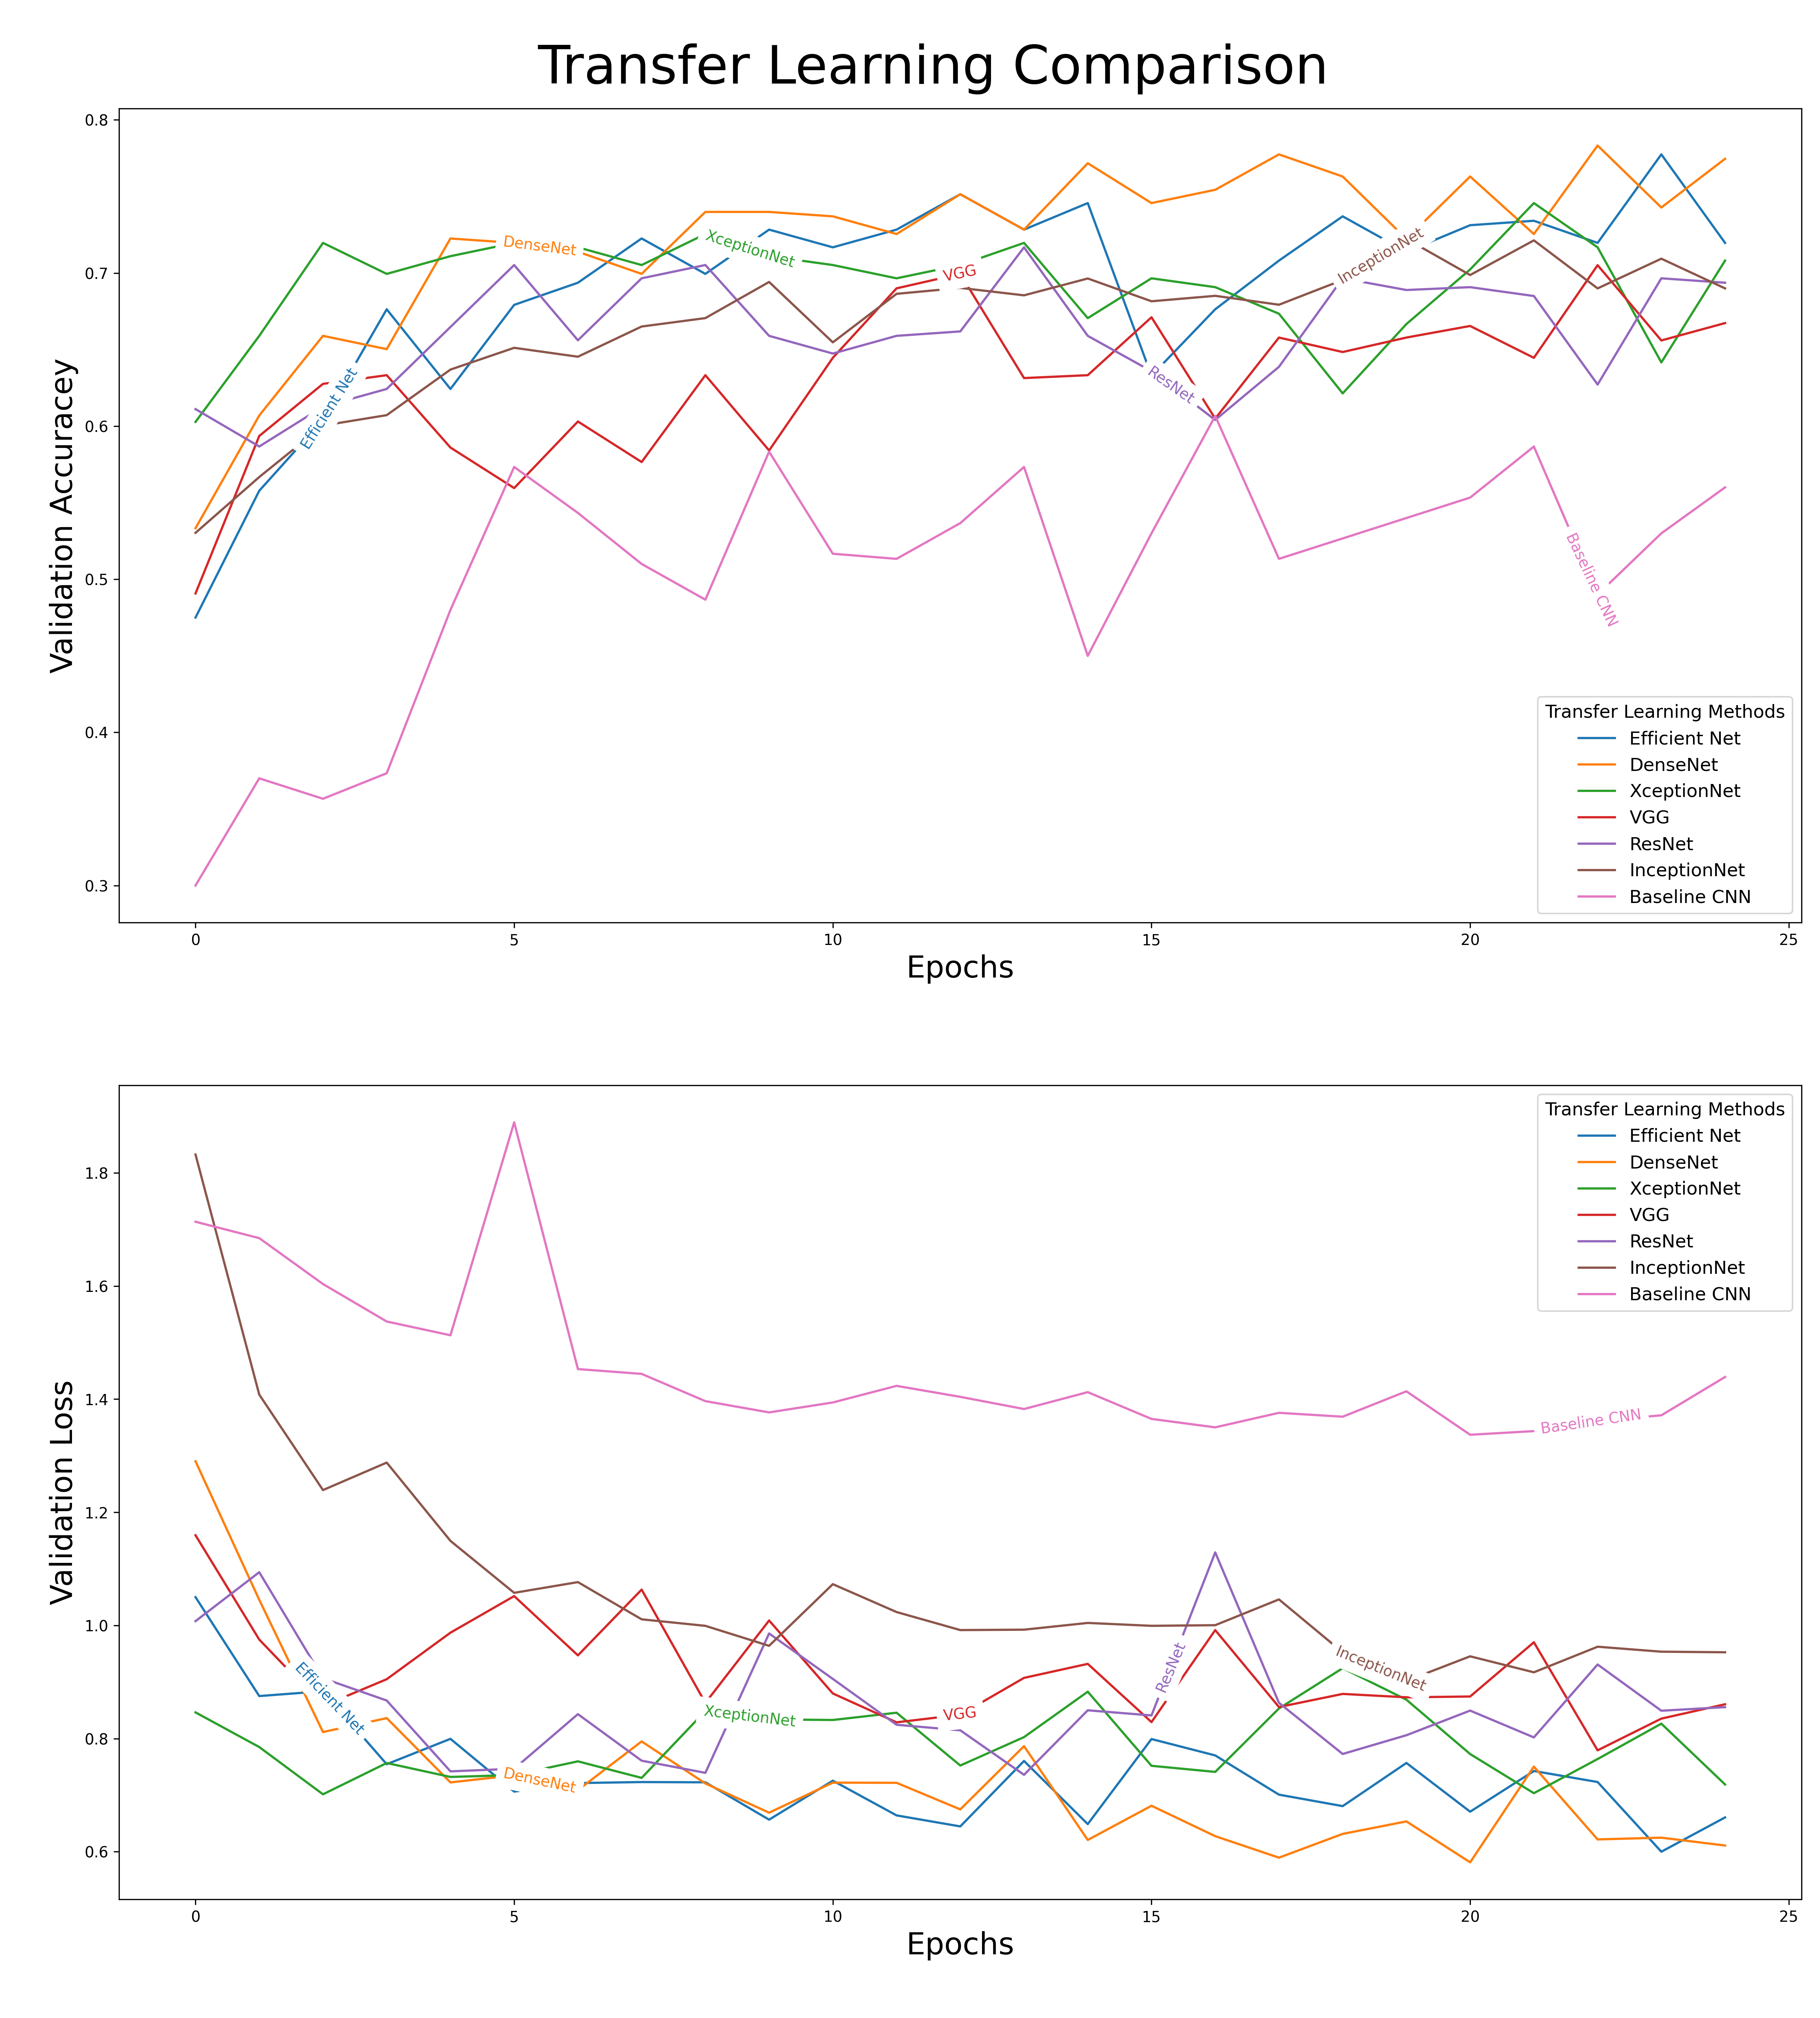 Transfer Learning Comparison
Validation Accuracey
0.8
0.7
0.6
0.5
0.4
0.3
DenseNet
XceptionNet
VGG
InceptionNet
Efficient Net
ResNet
Baseline CNN
Transfer Learning Methods
Efficient Net
DenseNet
XceptionNet
VGG
ResNet
InceptionNet
Baseline CNN
0 5 10 15 20 25
Epochs
Validation Loss
1.8
1.6
1.4
1.2
1.0
0.8
0.6
Transfer Learning Methods
Efficient Net
DenseNet
XceptionNet
VGG
ResNet
InceptionNet
Baseline CNN
Baseline CNN
Efficient Net
ResNet
InceptionNet
XceptionNet
VGG
DenseNet
0 5 10 15 20 25
Epochs